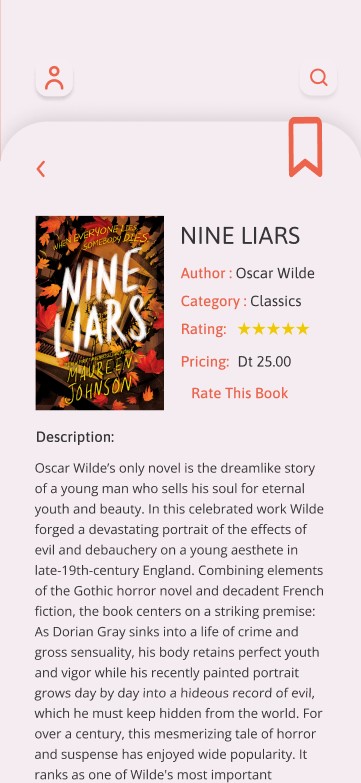 WHEN EVERYONE LIES,
SOMEBODY DIES.
NINE
LIARS
MAUREEN
JOHNSON
NINE LIARS
Author : Oscar Wilde
Category : Classics
Rating:
Pricing: Dt 25.00
Rate This Book
Description:
Oscar Wilde’s only novel is the dreamlike story
of a young man who sells his soul for eternal
youth and beauty. In this celebrated work Wilde
forged a devastating portrait of the effects of
evil and debauchery on a young aesthete in
late-19th-century England. Combining elements
of the Gothic horror novel and decadent French
fiction, the book centers on a striking premise:
As Dorian Gray sinks into a life of crime and
gross sensuality, his body retains perfect youth
and vigor while his recently painted portrait
grows day by day into a hideous record of evil,
which he must keep hidden from the world. For
over a century, this mesmerizing tale of horror
and suspense has enjoyed wide popularity. It
ranks as one of Wilde's most important